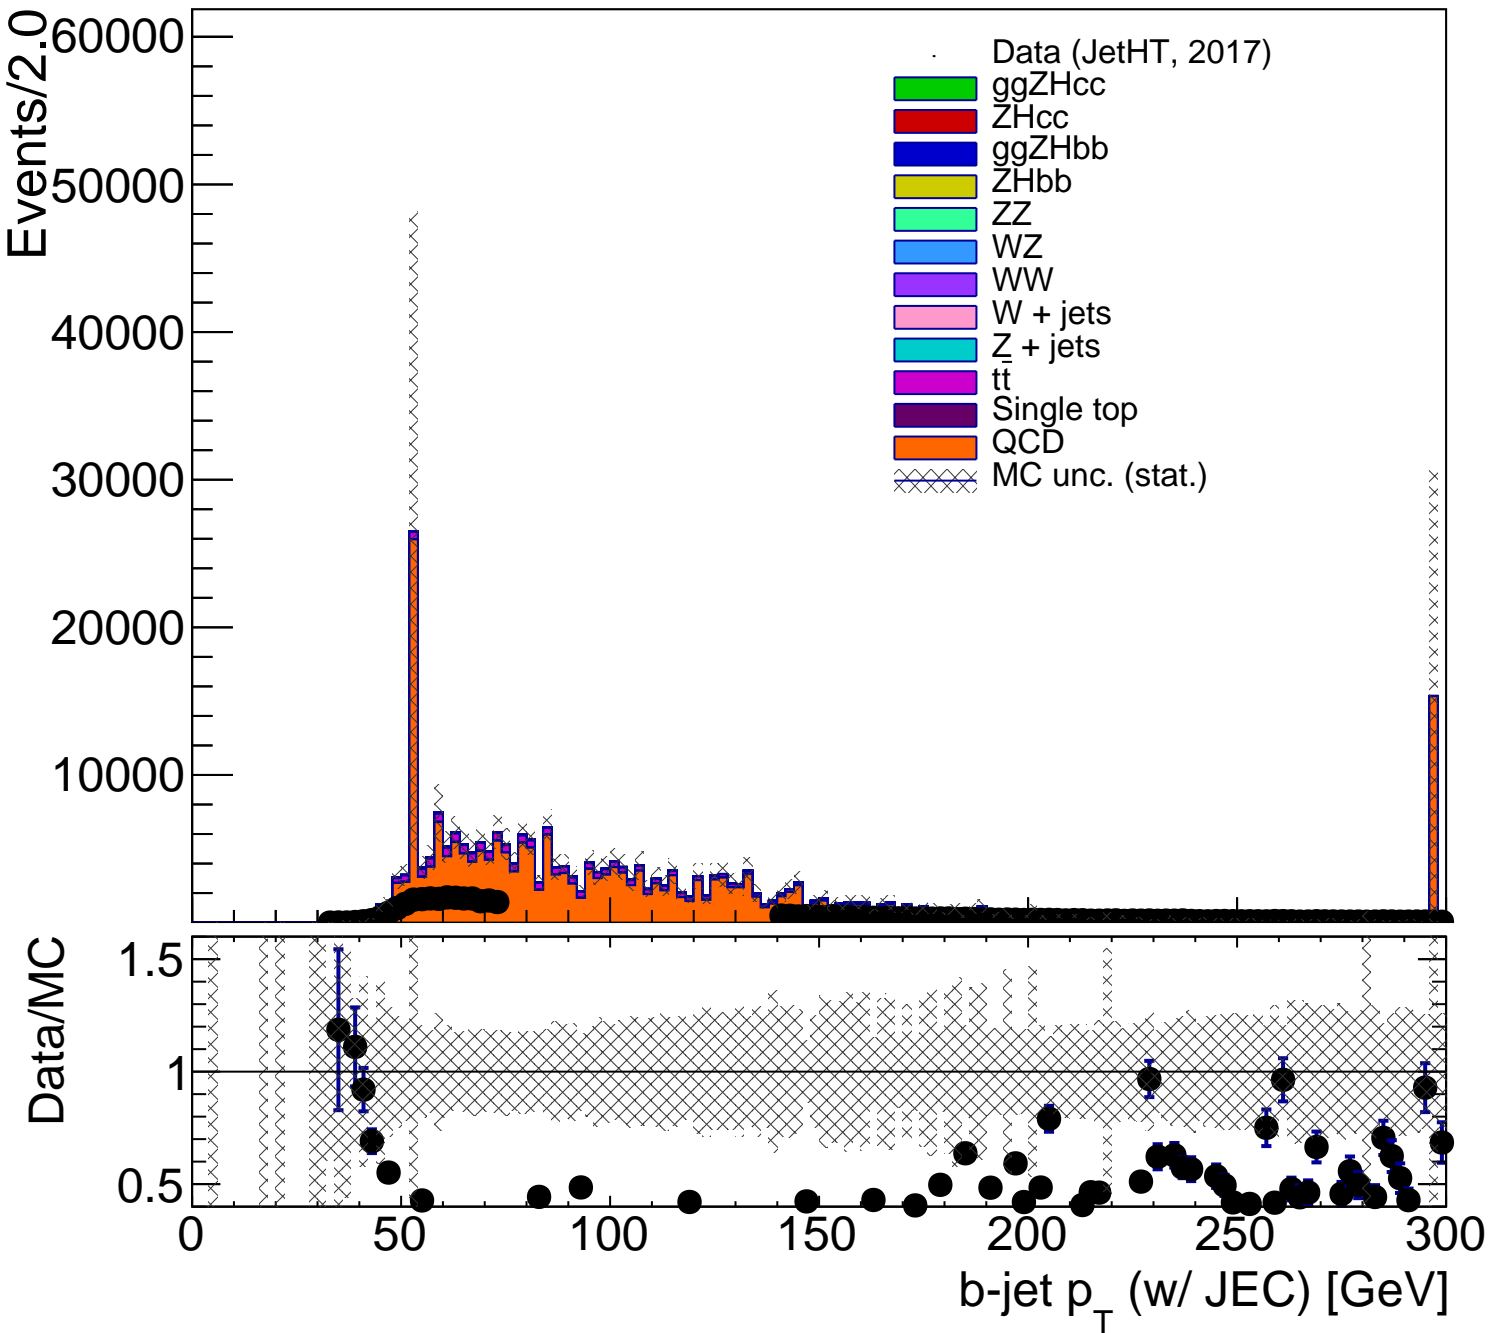 Events/2.0
60000
50000
40000
30000
20000
10000
Data (JetHT, 2017)
ggZHcc
ZHcc
ggZHbb
ZHbb
ZZ
WZ
WW
W + jets
Z + jets
tt̄
Single top
QCD
MC unc. (stat.)
Data/MC
1.5
1
0.5
0 50 100 150 200 250 300
b-jet p_T (w/ JEC) [GeV]